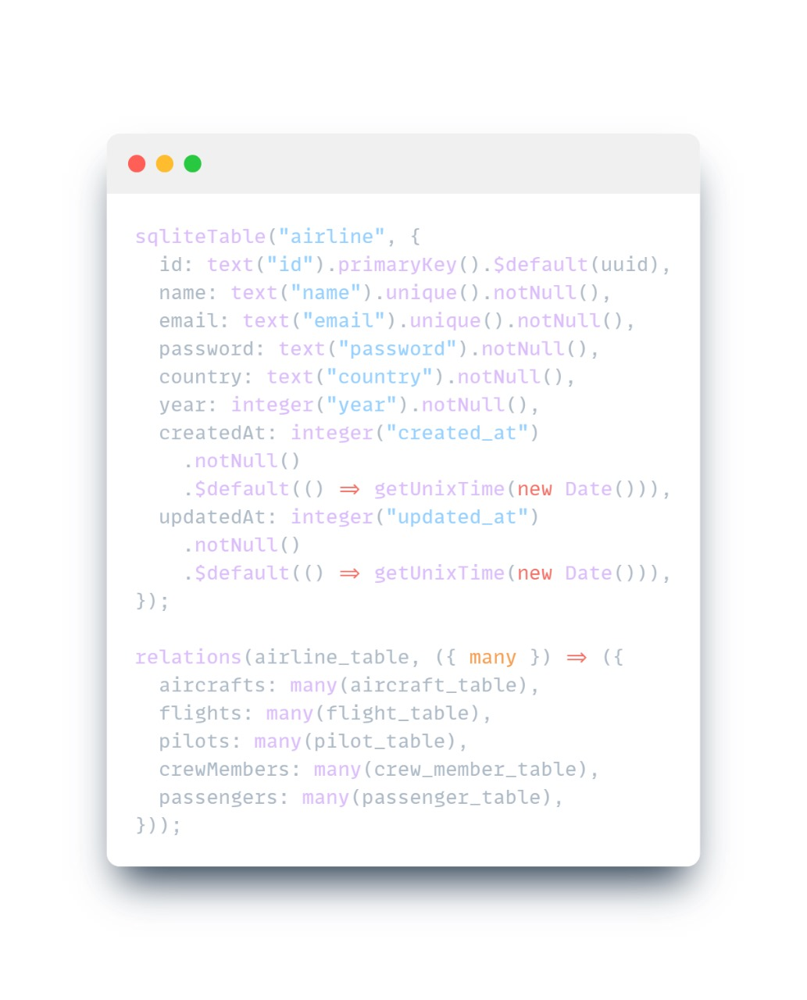 sqliteTable("airline", {
  id: text("id").primaryKey().$default(uuid),
  name: text("name").unique().notNull(),
  email: text("email").unique().notNull(),
  password: text("password").notNull(),
  country: text("country").notNull(),
  year: integer("year").notNull(),
  createdAt: integer("created_at")
    .notNull()
    .$default(() => getUnixTime(new Date())),
  updatedAt: integer("updated_at")
    .notNull()
    .$default(() => getUnixTime(new Date())),
});

relations(airline_table, ({ many }) => ({
  aircrafts: many(aircraft_table),
  flights: many(flight_table),
  pilots: many(pilot_table),
  crewMembers: many(crew_member_table),
  passengers: many(passenger_table),
}));